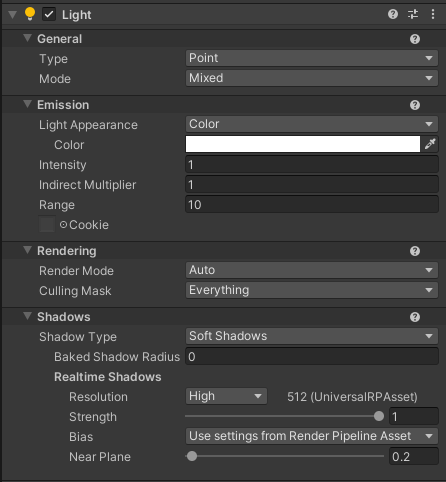 Light
General
Type Point
Mode Mixed
Emission
Light Appearance Color
Color
Intensity 1
Indirect Multiplier 1
Range 10
Cookie
Rendering
Render Mode Auto
Culling Mask Everything
Shadows
Shadow Type Soft Shadows
Baked Shadow Radius 0
Realtime Shadows
Resolution High 512 (UniversalRPAsset)
Strength 1
Bias Use settings from Render Pipeline Asset
Near Plane 0.2